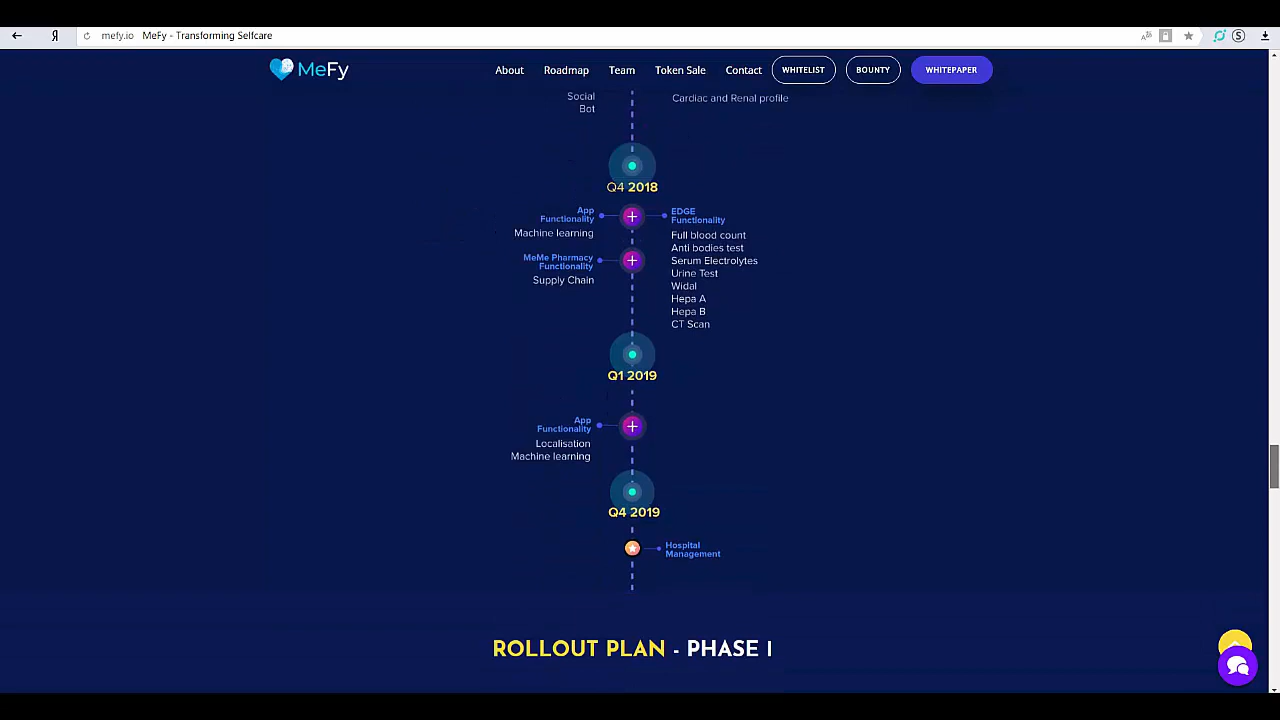 Я
mefy.io MeFy - Transforming Selfcare
MeFy
About Roadmap Team Token Sale Contact WHITELIST BOUNTY WHITEPAPER
Social
Bot
Cardiac and Renal profile
Q4 2018
App
Functionality
Machine learning
MeMe Pharmacy
Functionality
Supply Chain
EDGE
Functionality
Full blood count
Anti bodies test
Serum Electrolytes
Urine Test
Widal
Hepa A
Hepa B
CT Scan
Q1 2019
App
Functionality
Localisation
Machine learning
Q4 2019
Hospital
Management
ROLLOUT PLAN - PHASE I